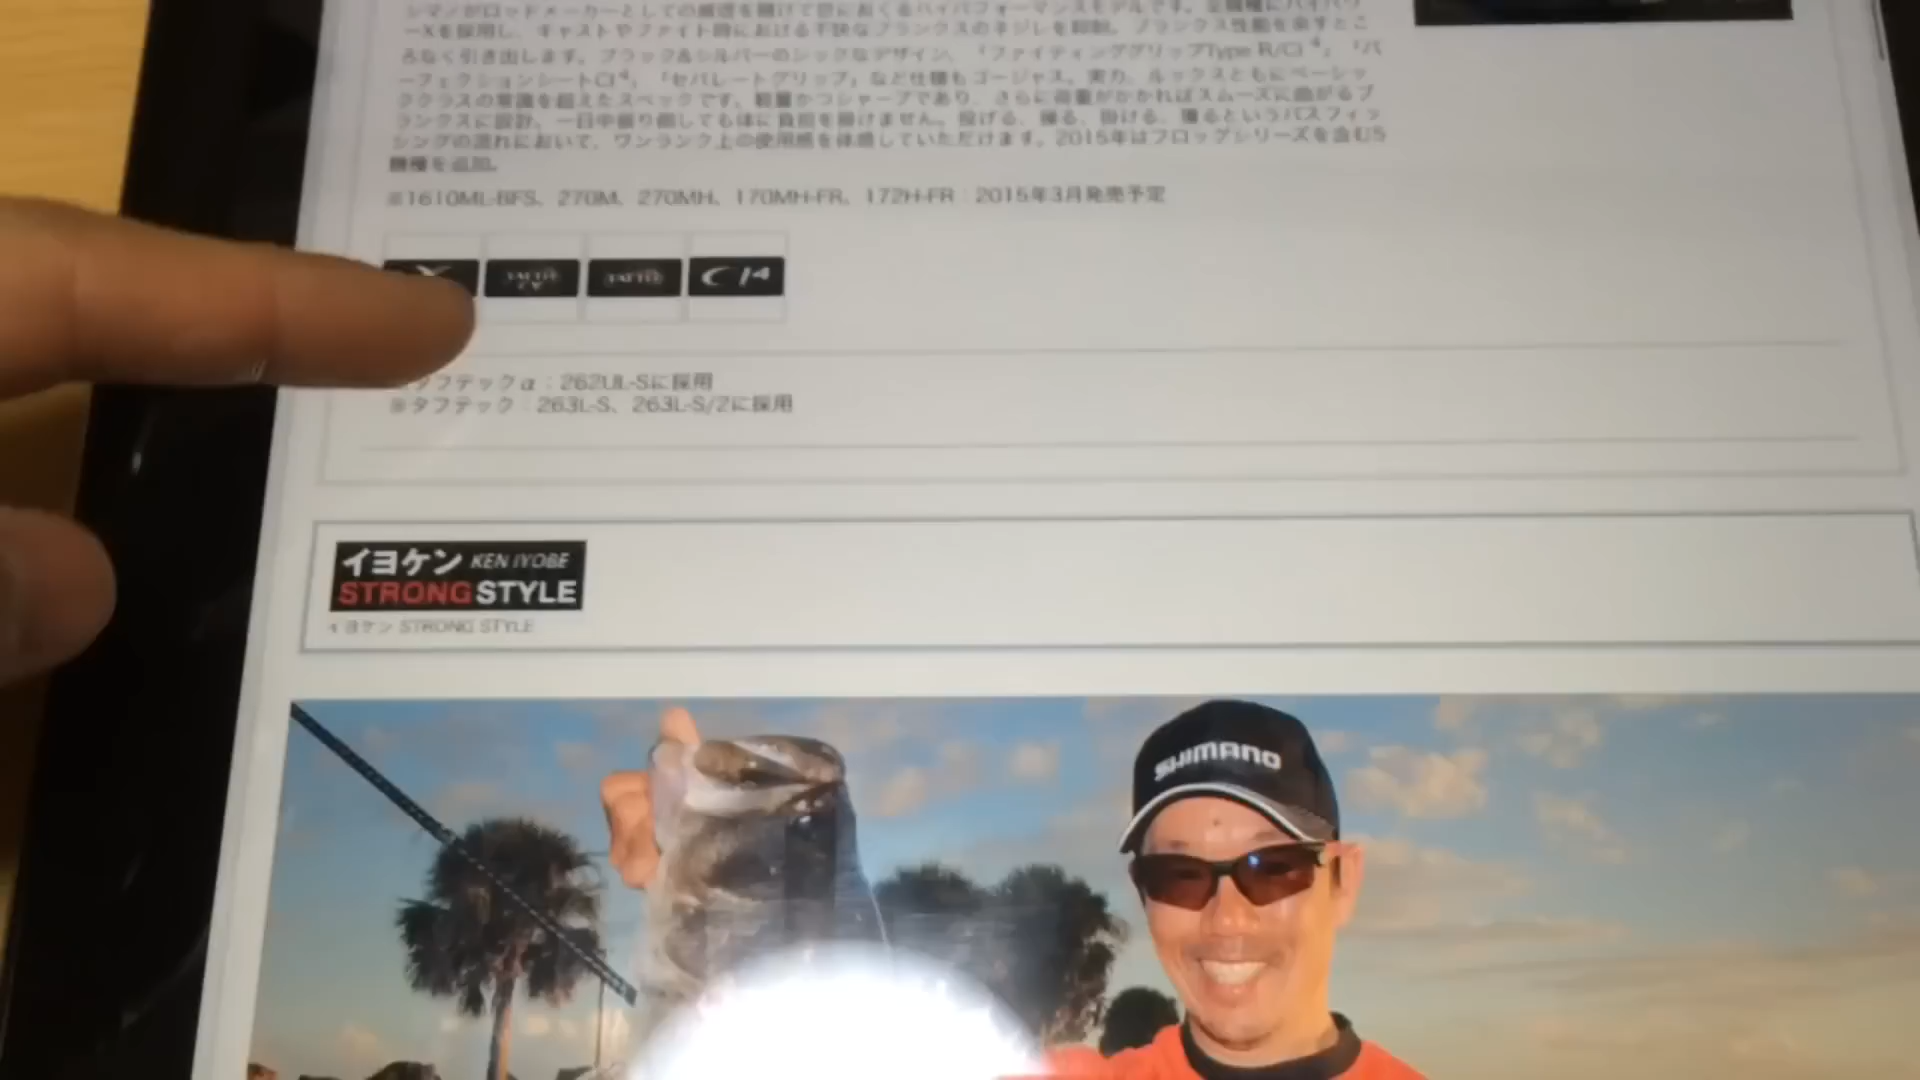 シマノがロッドメーカーとしての威信を賭けて世におくるハイパフォーマンスモデルです。全機種にハイパワ
ーXを採用し、キャストやファイト時における不快なブランクスのネジレを抑制。ブランクス性能を余すとこ
ろなく引き出します。ブラック&シルバーのシックなデザイン、「ファイティンググリップType R/CI4」、「パ
ーフェクションシートCI4」、「セパレートグリップ」など仕様もゴージャス。実力、ルックスともにベーシッ
ククラスの常識を超えたスペックです。軽量かつシャープであり、さらに荷重がかかればスムーズに曲がるブ
ランクスに設計、一日中振り回しても体に負担を掛けません。投げる、操る、掛ける、獲るというバスフィッ
シングの流れにおいて、ワンランク上の使用感を体感していただけます。2015年はフロッグシリーズを含む5
機種を追加。
※1610ML-BFS、270M、270MH、170MH-FR、172H-FR：2015年3月発売予定
X
CI4
タフテックα：262UL-Sに採用
※タフテック：263L-S、263L-S/2に採用
イヨケン KEN IYOBE
STRONG STYLE
イヨケン STRONG STYLE
SHIMANO